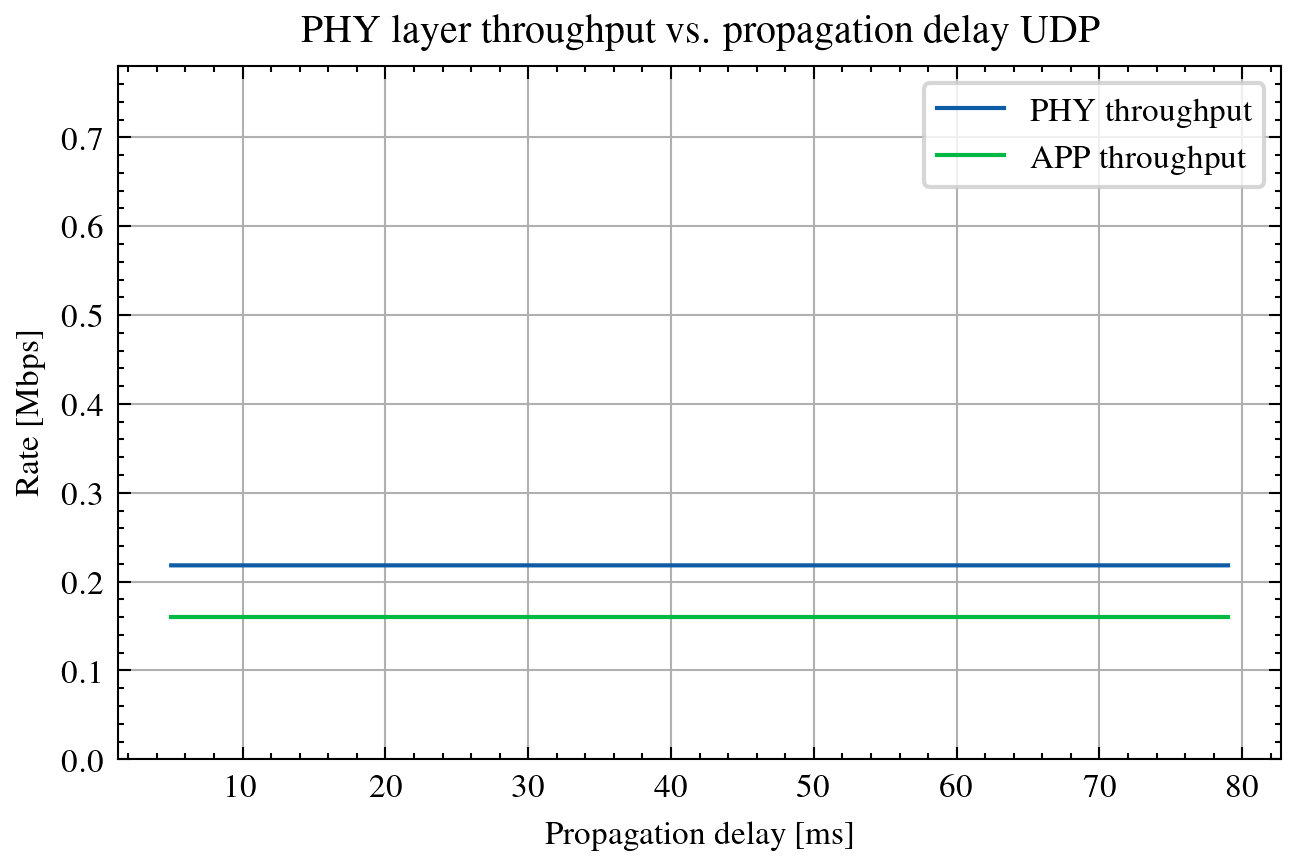 PHY layer throughput vs. propagation delay UDP
PHY throughput
APP throughput
0.7
0.6
0.5
0.4
0.3
0.2
0.1
0.0
Rate [Mbps]
10 20 30 40 50 60 70 80
Propagation delay [ms]